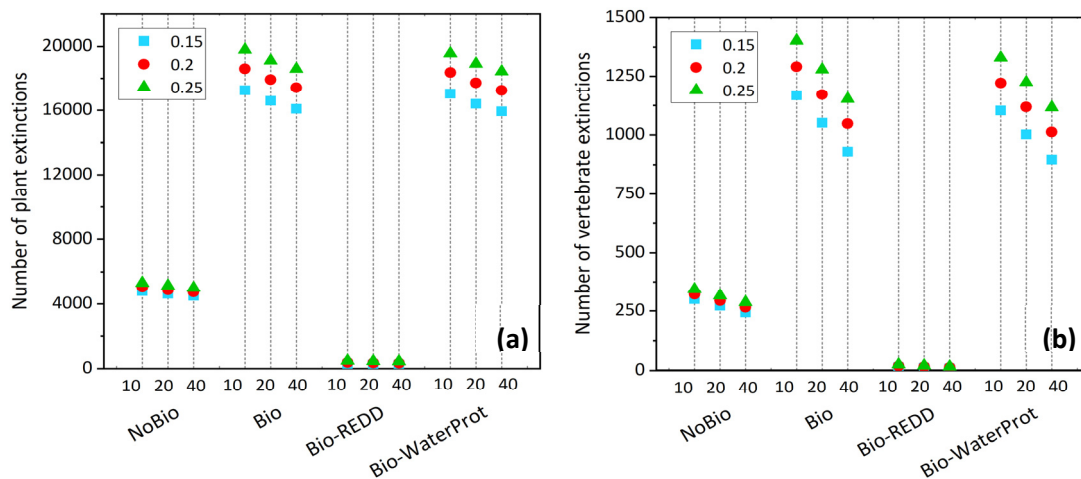 Number of plant extinctions
20000
16000
12000
8000
4000
0
0.15
0.2
0.25
(a)
10 20 40 10 20 40 10 20 40 10 20 40
NoBio Bio Bio-REDD Bio-WaterProt
Number of vertebrate extinctions
1500
1250
1000
750
500
250
0
0.15
0.2
0.25
(b)
10 20 40 10 20 40 10 20 40 10 20 40
NoBio Bio Bio-REDD Bio-WaterProt